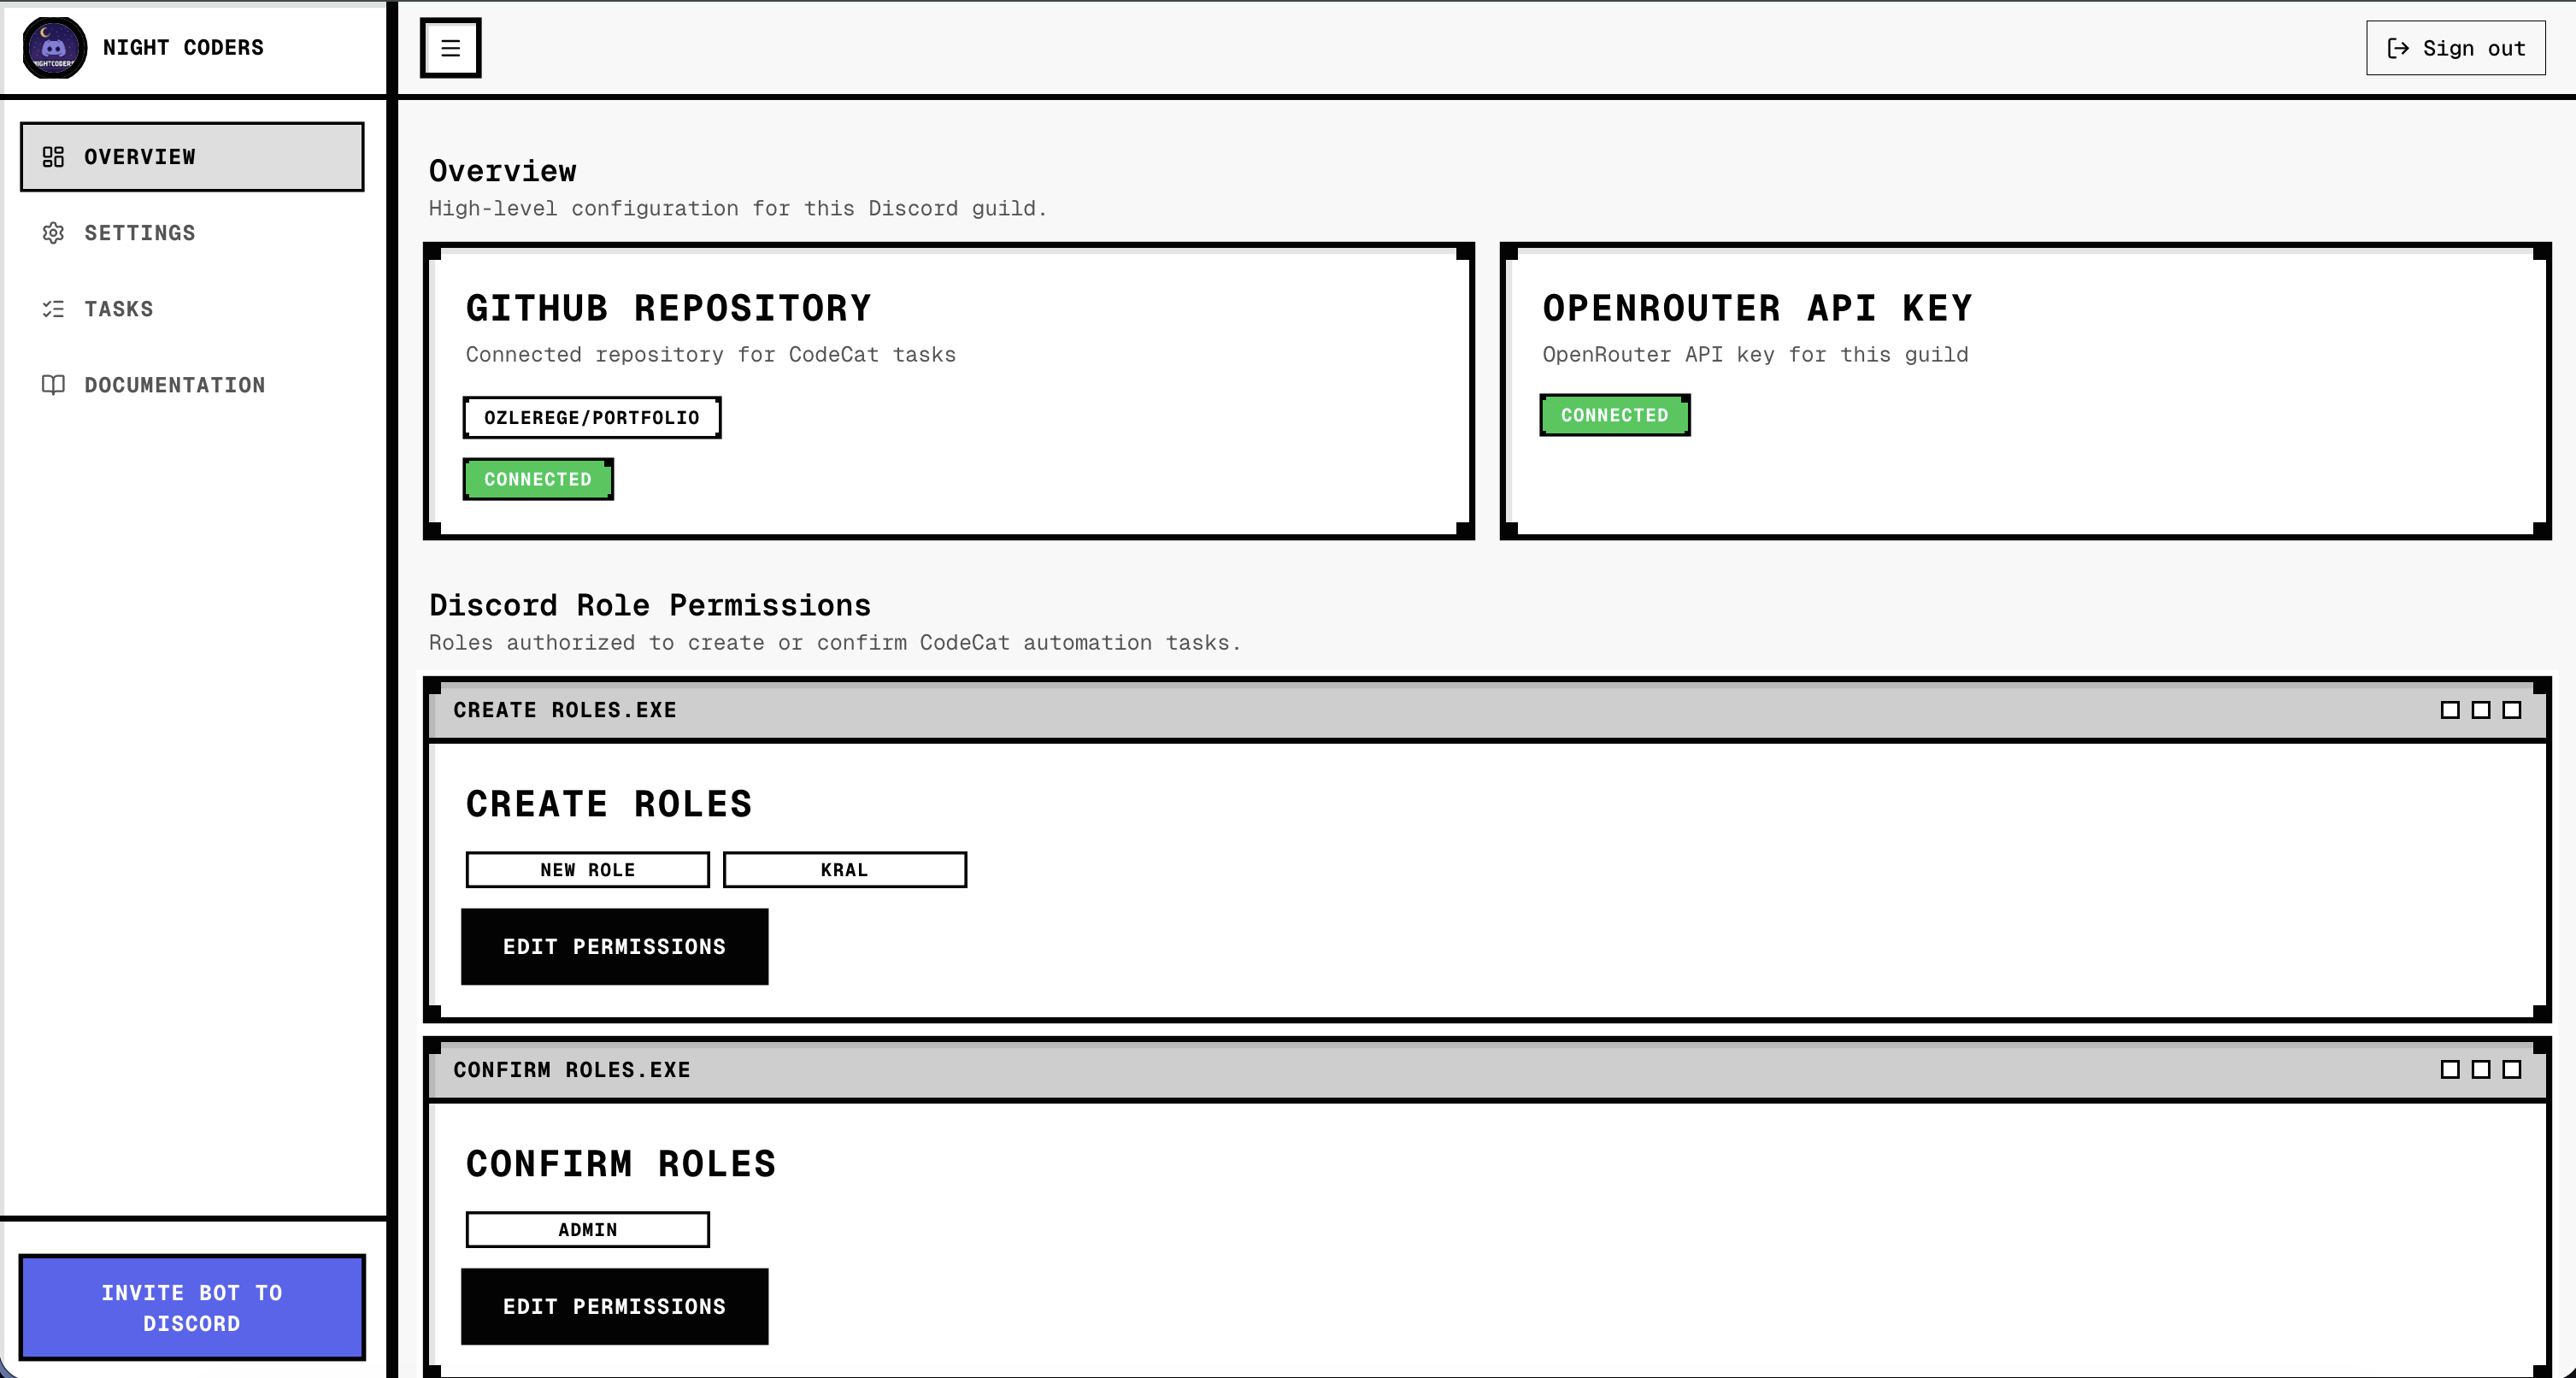 NIGHTCODERS
NIGHT CODERS
Sign out
OVERVIEW
SETTINGS
TASKS
DOCUMENTATION
INVITE BOT TO
DISCORD
Overview
High-level configuration for this Discord guild.
GITHUB REPOSITORY
Connected repository for CodeCat tasks
OZLEREGE/PORTFOLIO
CONNECTED
OPENROUTER API KEY
OpenRouter API key for this guild
CONNECTED
Discord Role Permissions
Roles authorized to create or confirm CodeCat automation tasks.
CREATE ROLES.EXE
CREATE ROLES
NEW ROLE
KRAL
EDIT PERMISSIONS
CONFIRM ROLES.EXE
CONFIRM ROLES
ADMIN
EDIT PERMISSIONS